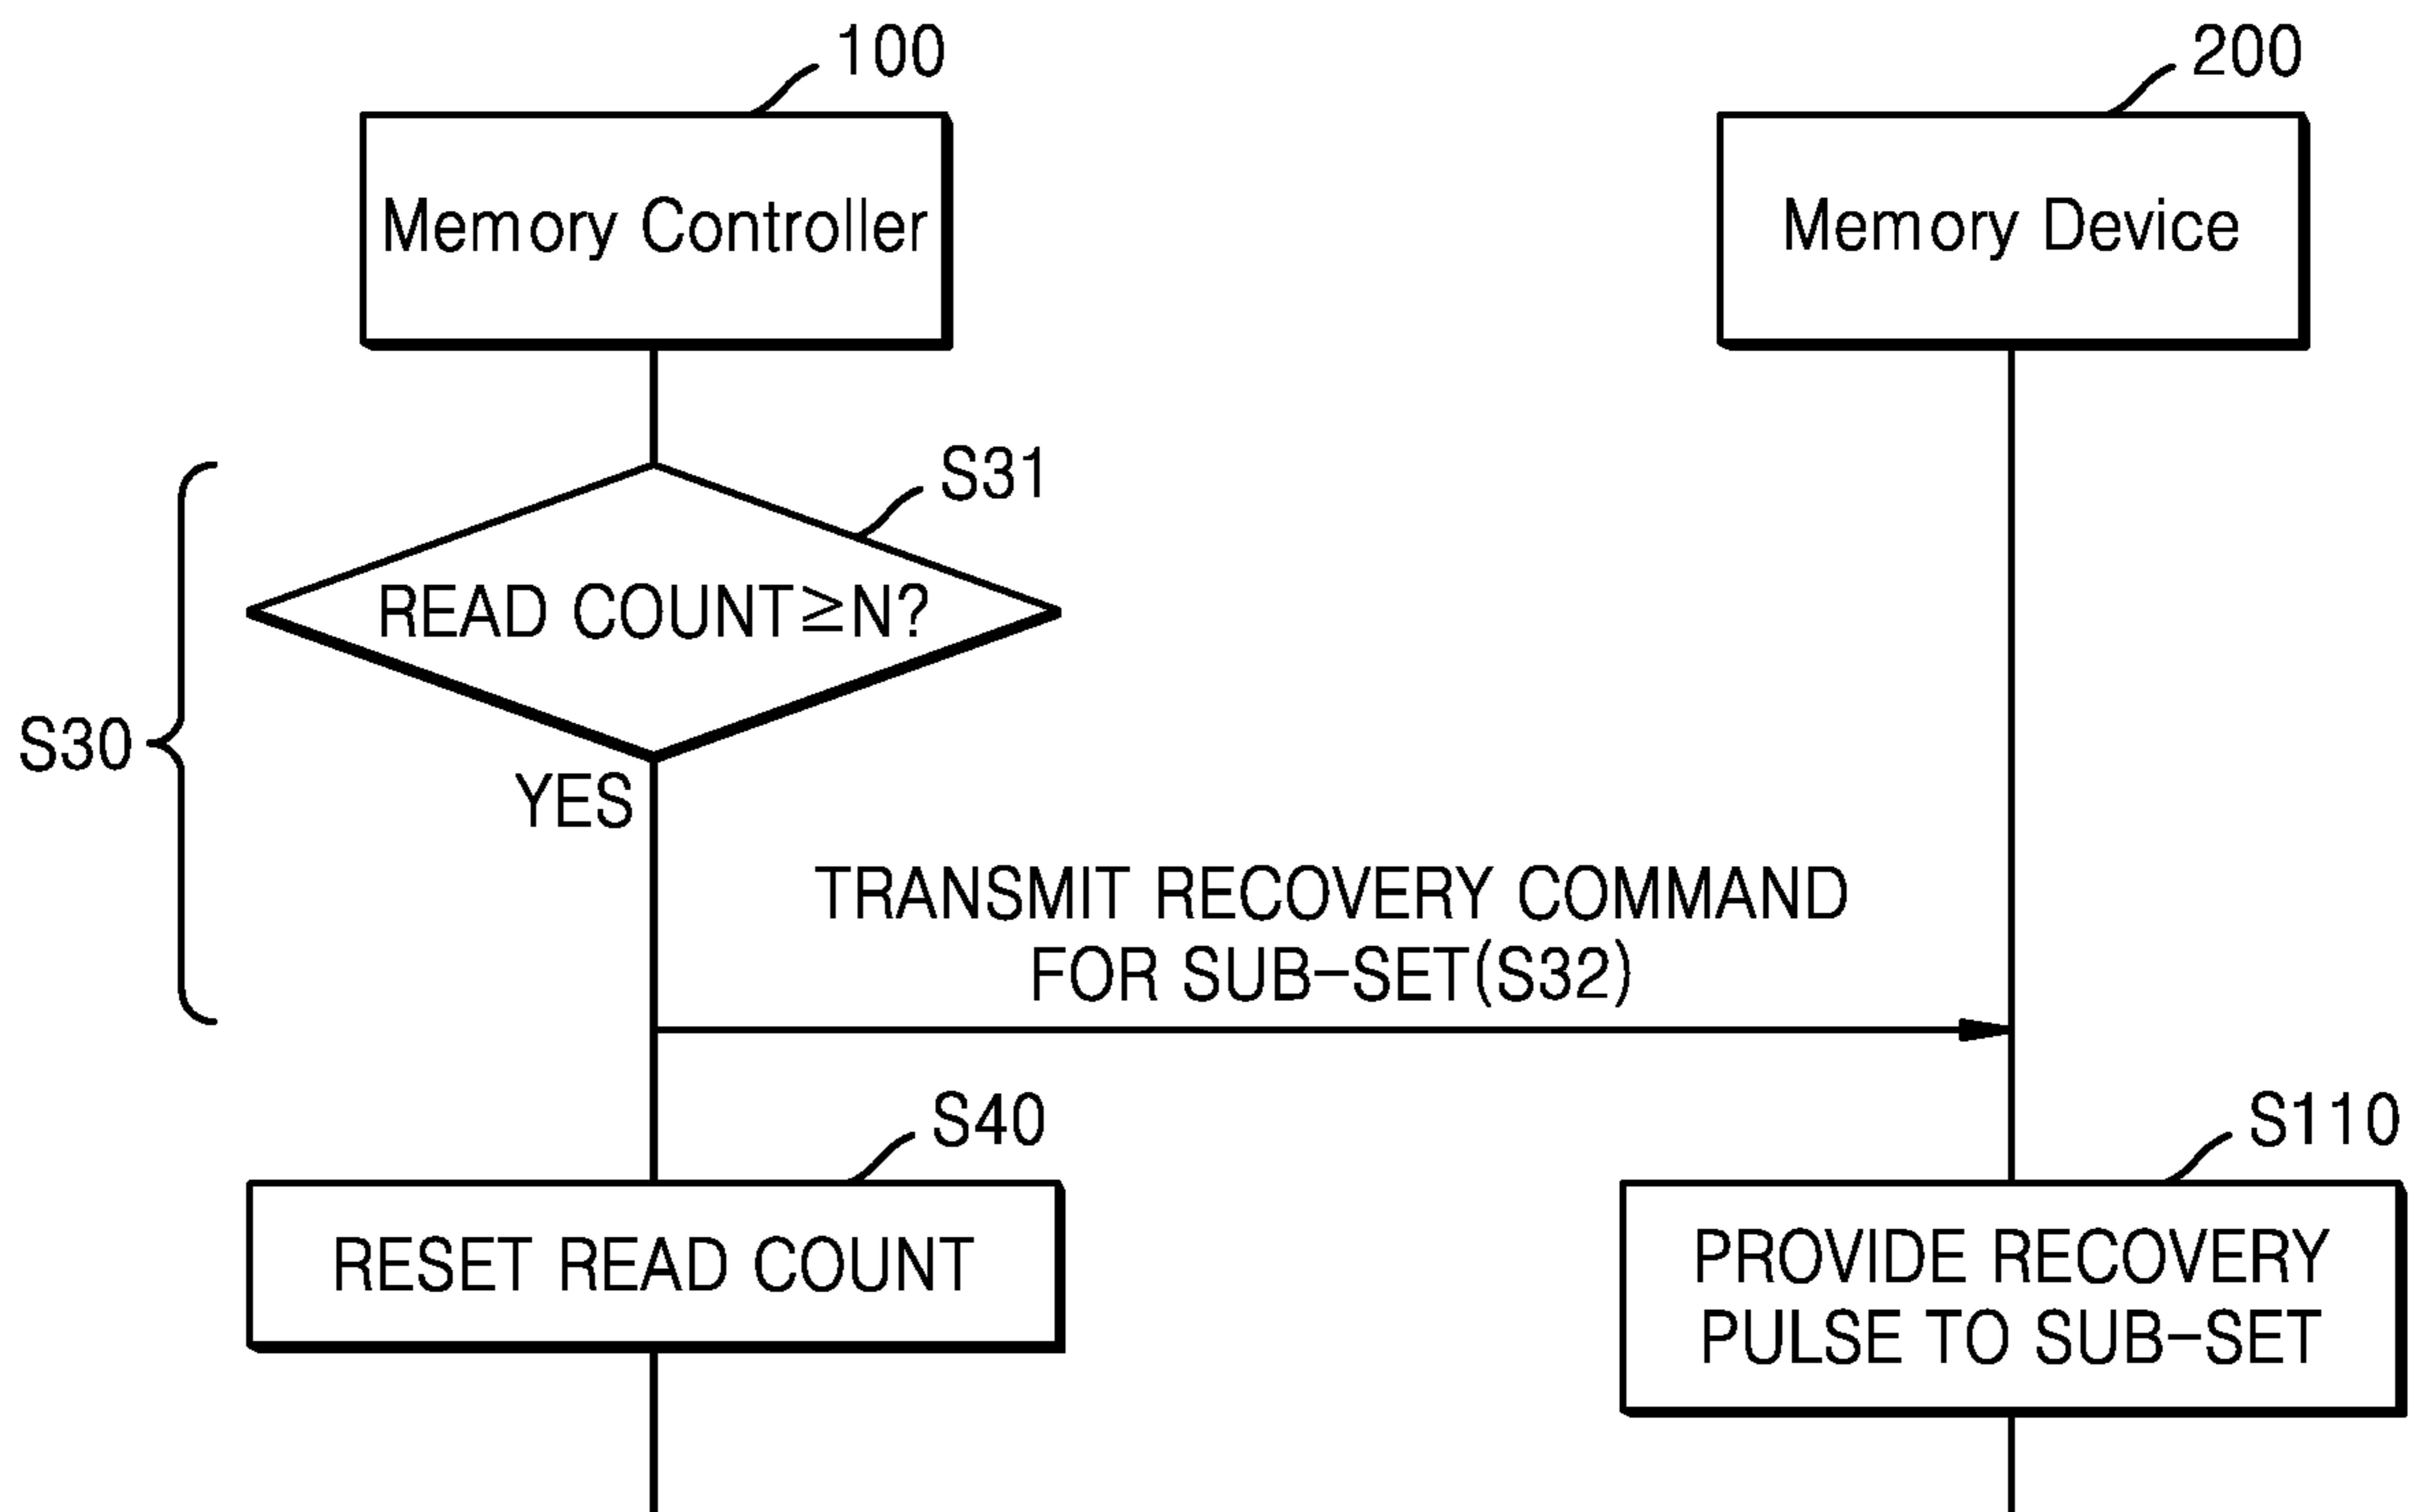 100
200
Memory Controller
Memory Device
S31
READ COUNT≧N?
S30
YES
TRANSMIT RECOVERY COMMAND
FOR SUB-SET(S32)
S40
S110
RESET READ COUNT
PROVIDE RECOVERY
PULSE TO SUB-SET